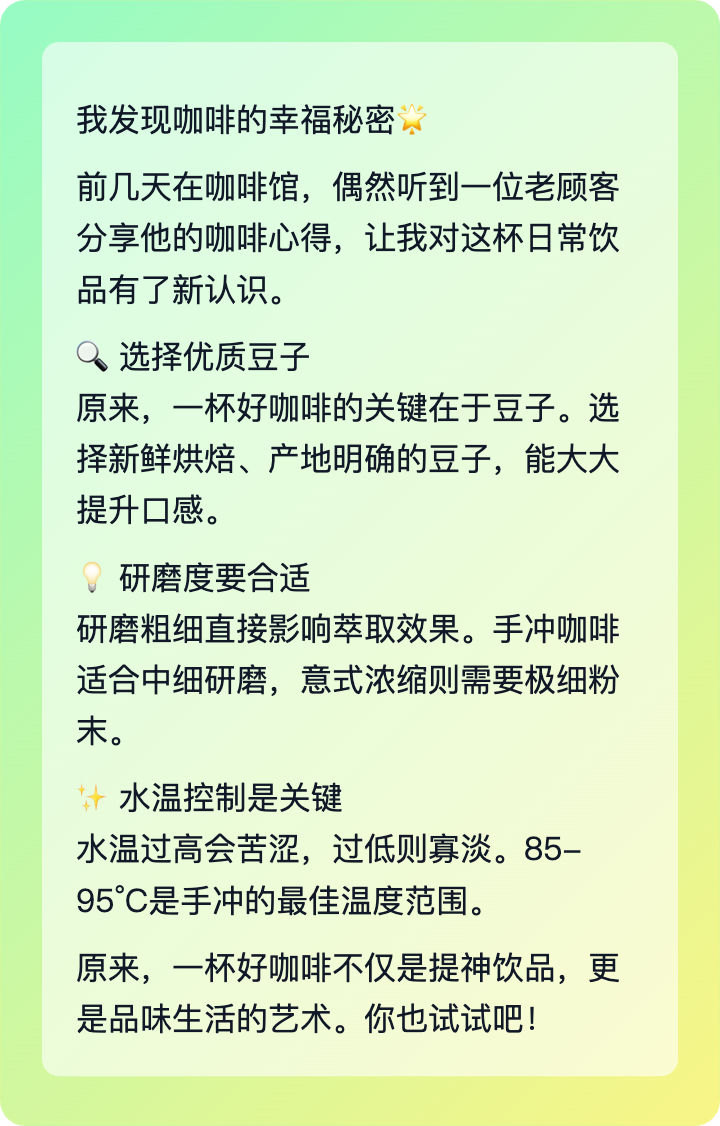 我发现咖啡的幸福秘密🌟
前几天在咖啡馆，偶然听到一位老顾客
分享他的咖啡心得，让我对这杯日常饮
品有了新认识。
🔍 选择优质豆子
原来，一杯好咖啡的关键在于豆子。选
择新鲜烘焙、产地明确的豆子，能大大
提升口感。
💡 研磨度要合适
研磨粗细直接影响萃取效果。手冲咖啡
适合中细研磨，意式浓缩则需要极细粉
末。
✨ 水温控制是关键
水温过高会苦涩，过低则寡淡。85–
95°C是手冲的最佳温度范围。
原来，一杯好咖啡不仅是提神饮品，更
是品味生活的艺术。你也试试吧！